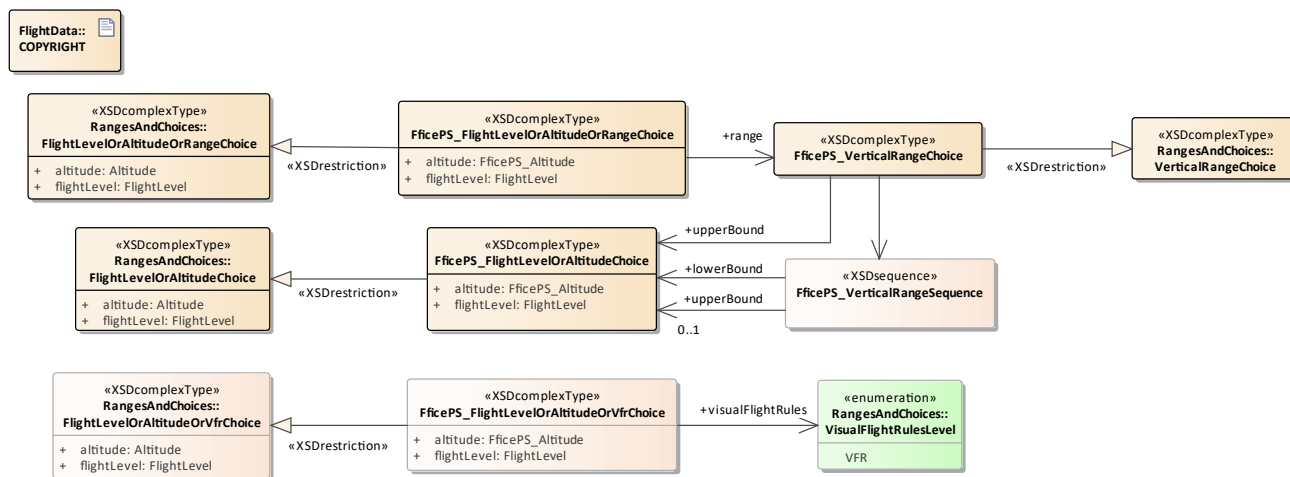 FlightData::
COPYRIGHT
«XSDcomplexType»
RangesAndChoices::
FlightLevelOrAltitudeOrRangeChoice
+ altitude: Altitude
+ flightLevel: FlightLevel
«XSDrestriction»
«XSDcomplexType»
FficePS_FlightLevelOrAltitudeOrRangeChoice
+ altitude: FficePS_Altitude
+ flightLevel: FlightLevel
+range
«XSDcomplexType»
FficePS_VerticalRangeChoice
«XSDrestriction»
«XSDcomplexType»
RangesAndChoices::
VerticalRangeChoice
«XSDcomplexType»
RangesAndChoices::
FlightLevelOrAltitudeChoice
+ altitude: Altitude
+ flightLevel: FlightLevel
«XSDrestriction»
«XSDcomplexType»
FficePS_FlightLevelOrAltitudeChoice
+ altitude: FficePS_Altitude
+ flightLevel: FlightLevel
+upperBound
+lowerBound
+upperBound
0..1
«XSDsequence»
FficePS_VerticalRangeSequence
«XSDcomplexType»
RangesAndChoices::
FlightLevelOrAltitudeOrVfrChoice
+ altitude: Altitude
+ flightLevel: FlightLevel
«XSDrestriction»
«XSDcomplexType»
FficePS_FlightLevelOrAltitudeOrVfrChoice
+ altitude: FficePS_Altitude
+ flightLevel: FlightLevel
+visualFlightRules
«enumeration»
RangesAndChoices::
VisualFlightRulesLevel
VFR